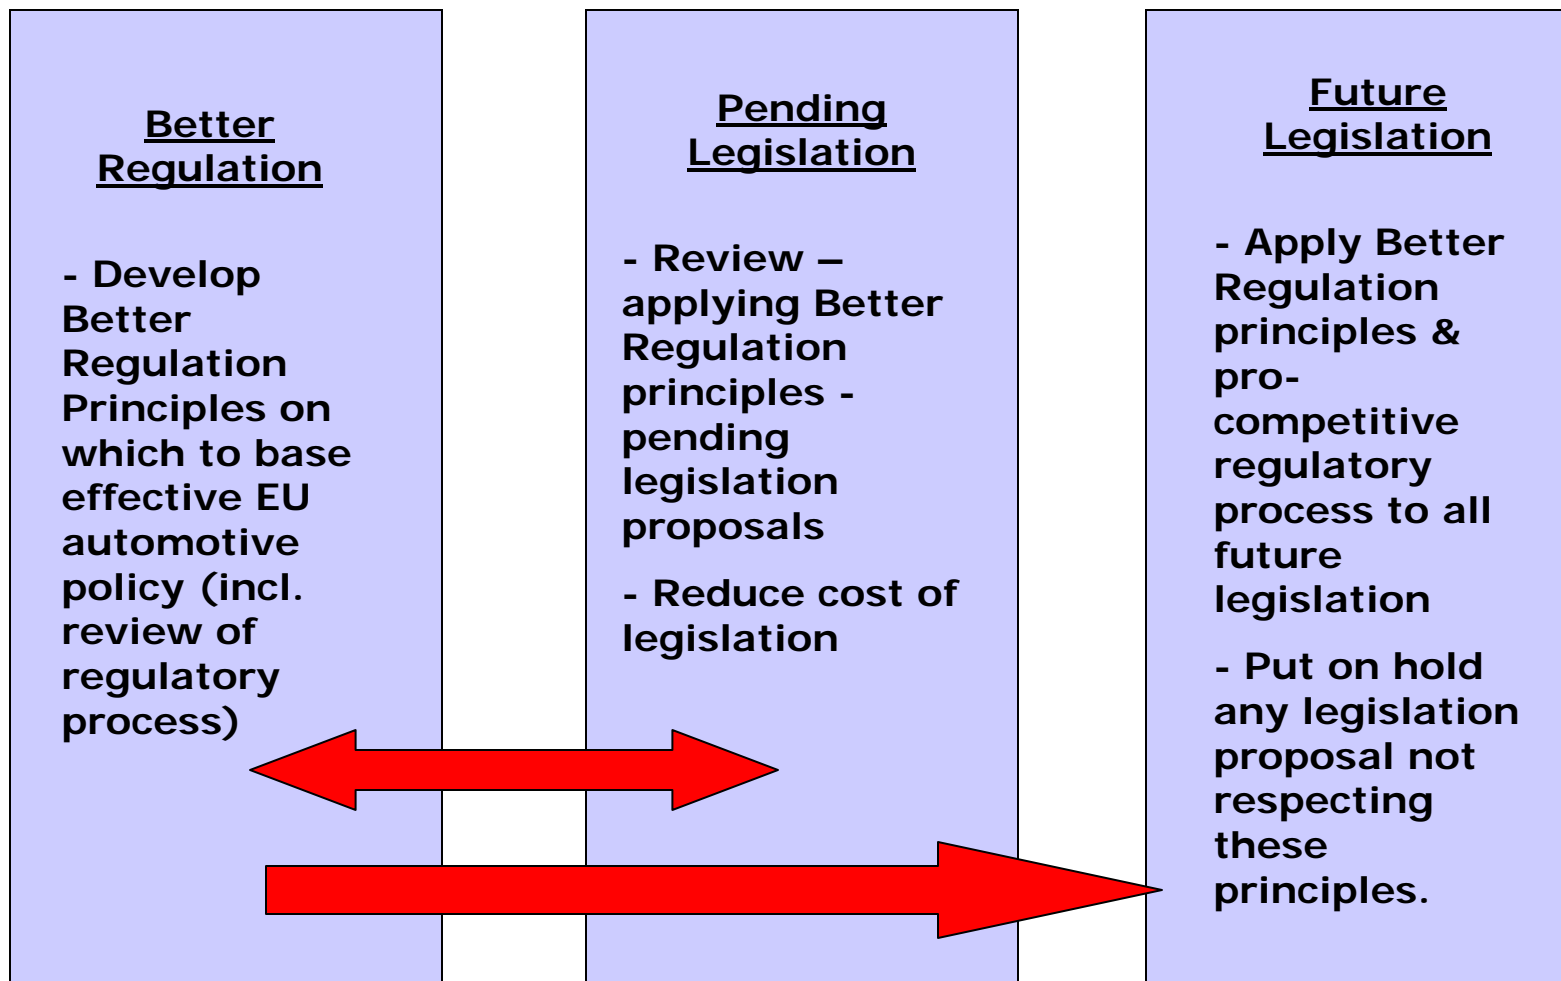 Better
Regulation
- Develop
Better
Regulation
Principles on
which to base
effective EU
automotive
policy (incl.
review of
regulatory
process)
Pending
Legislation
- Review –
applying Better
Regulation
principles -
pending
legislation
proposals
- Reduce cost of
legislation
Future
Legislation
- Apply Better
Regulation
principles &
pro-
competitive
regulatory
process to all
future
legislation
- Put on hold
any legislation
proposal not
respecting
these
principles.